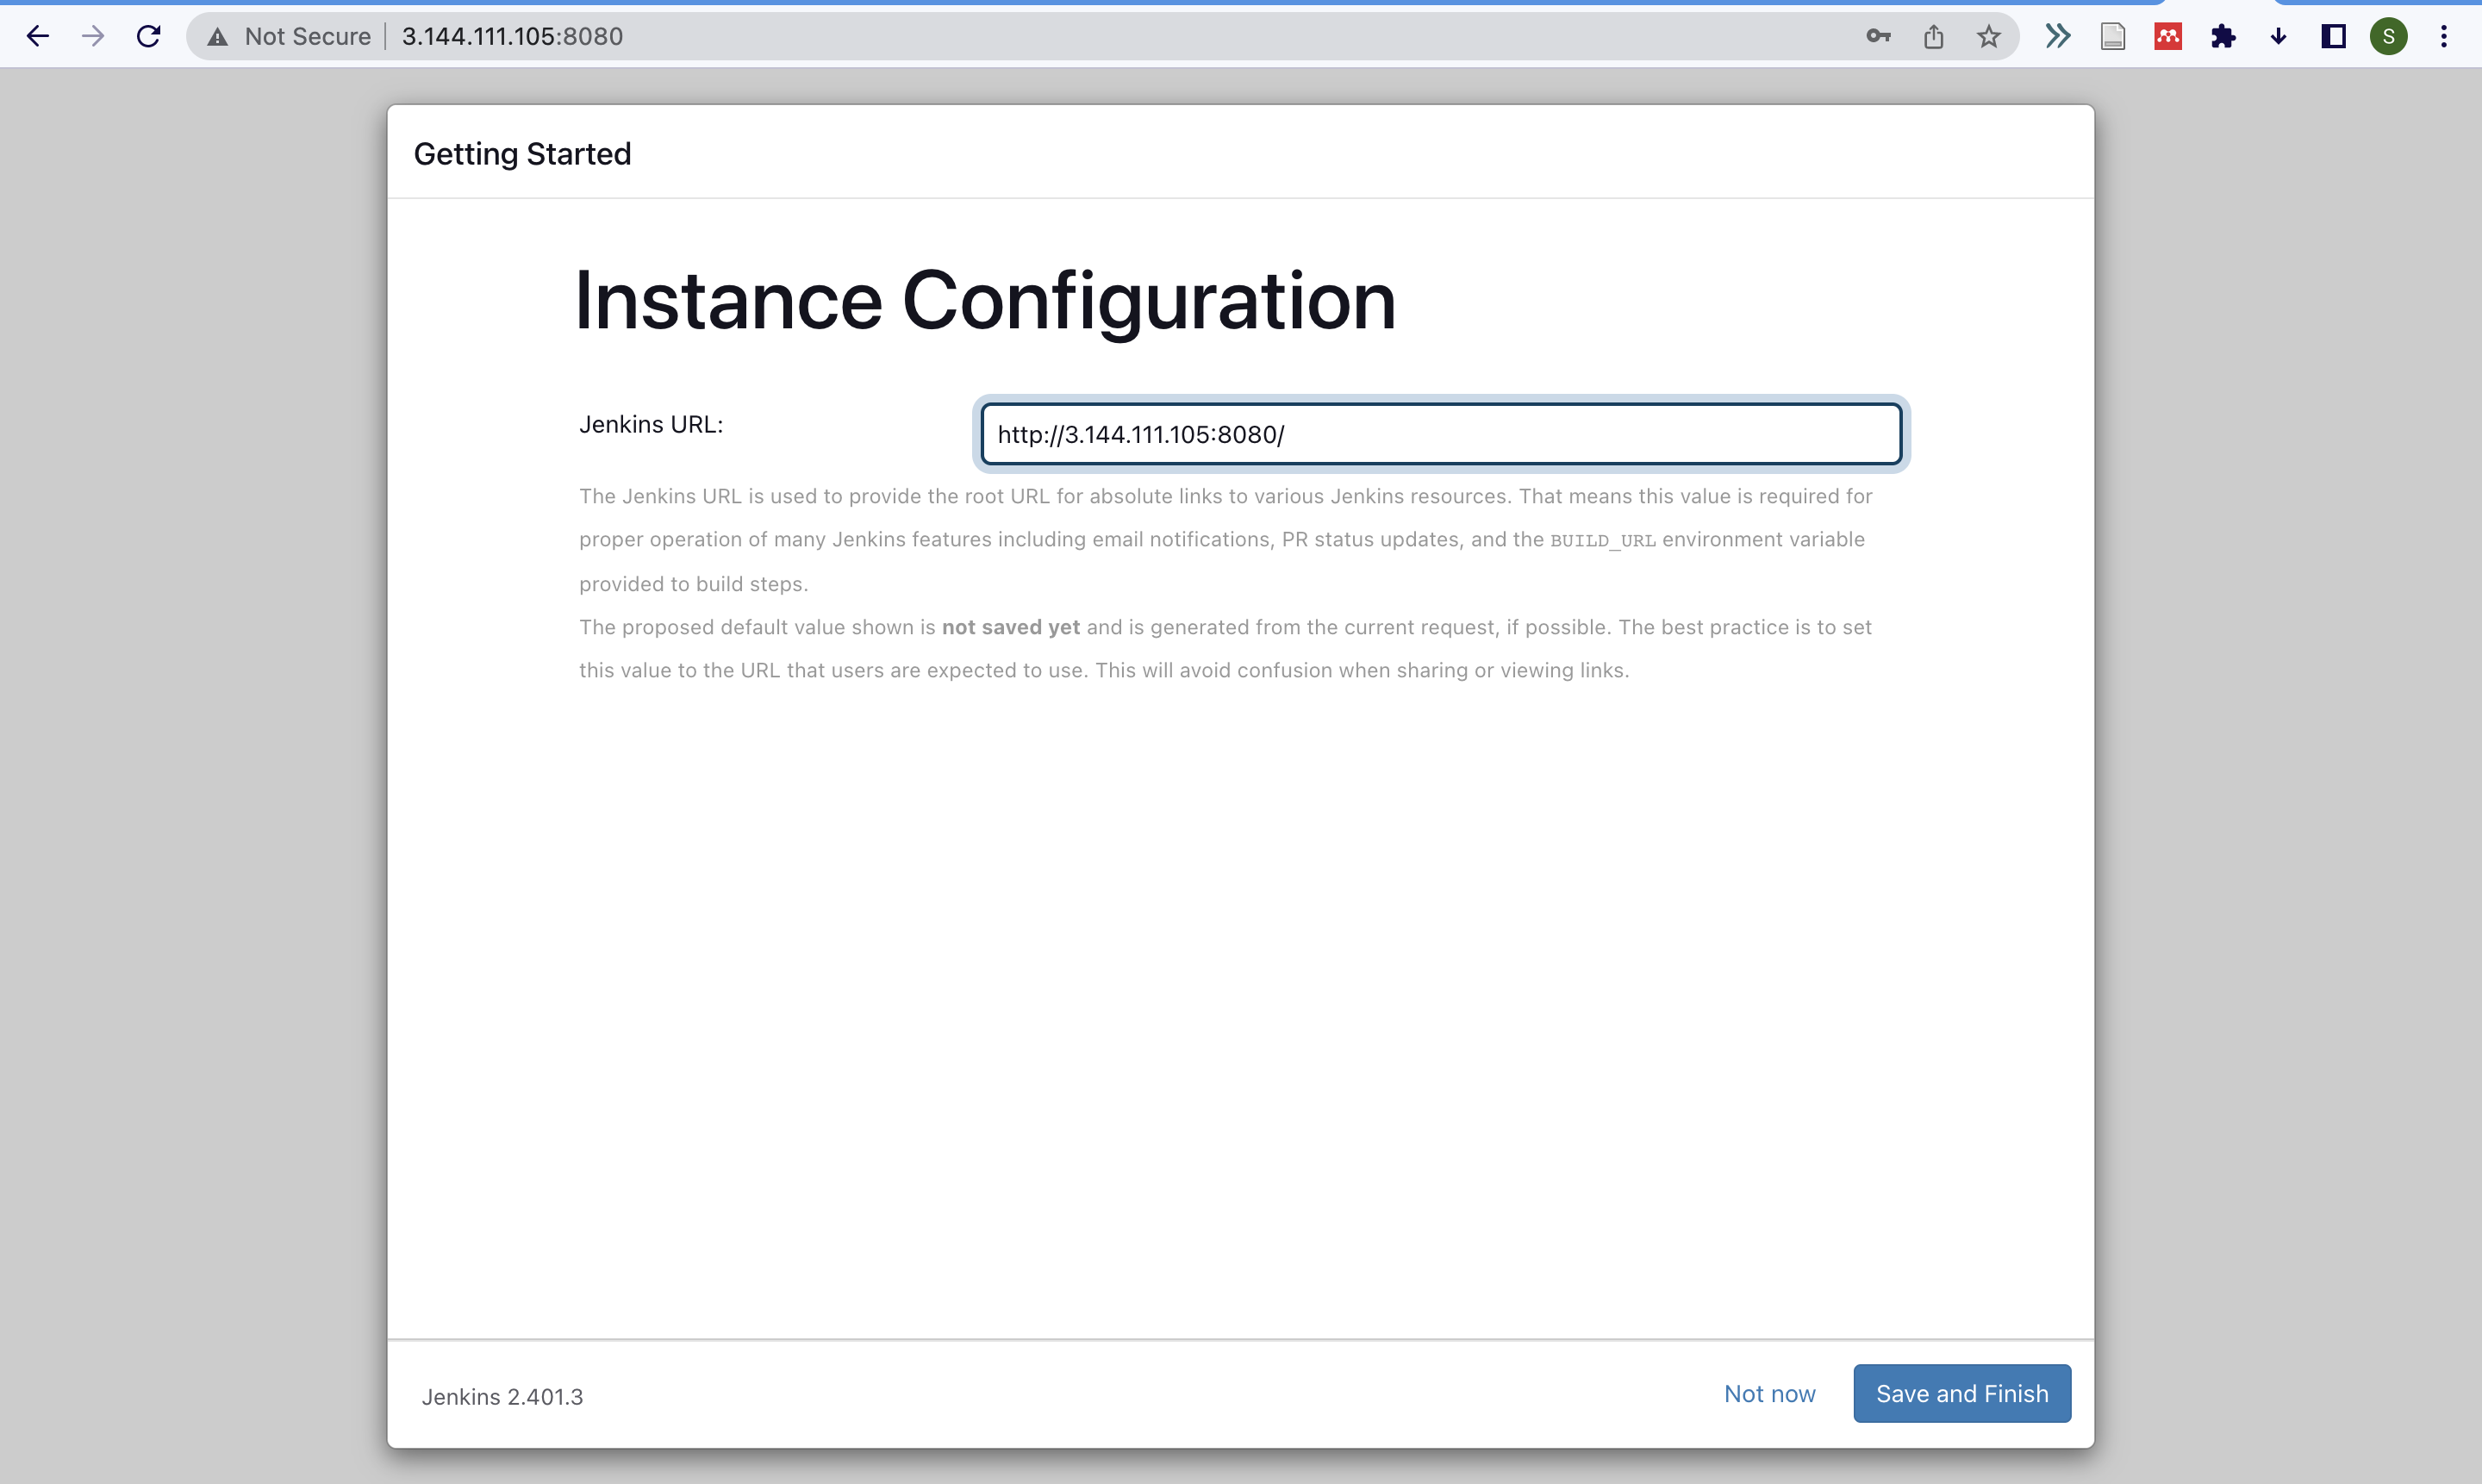 Not Secure | 3.144.111.105:8080
S
Getting Started
Instance Configuration
Jenkins URL:
http://3.144.111.105:8080/
The Jenkins URL is used to provide the root URL for absolute links to various Jenkins resources. That means this value is required for
proper operation of many Jenkins features including email notifications, PR status updates, and the BUILD_URL environment variable
provided to build steps.
The proposed default value shown is not saved yet and is generated from the current request, if possible. The best practice is to set
this value to the URL that users are expected to use. This will avoid confusion when sharing or viewing links.
Jenkins 2.401.3
Not now
Save and Finish